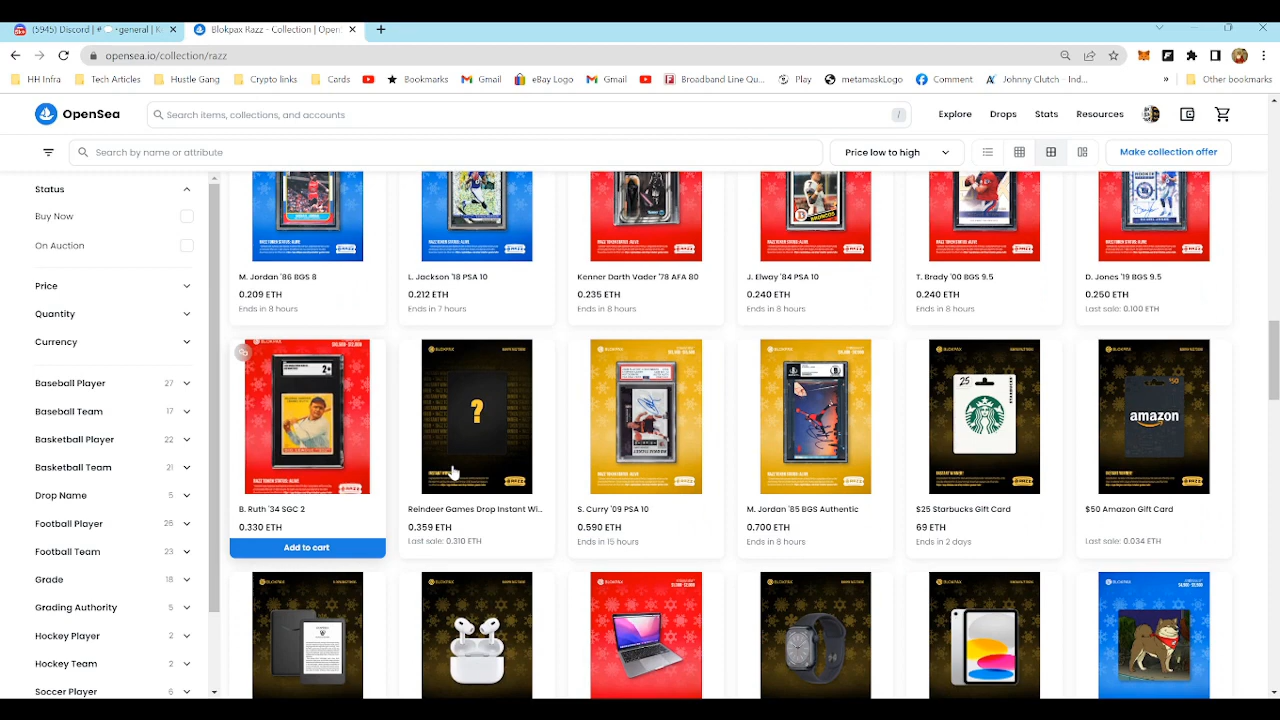 (5945) Discord | # general | K
Blokpax Razz - Collection | Open
opensea.io/collection/razz
HH Infra
Tech Articles
Hustle Gang
Crypto links
Cards
Bookmarks
Gmail
eBay Logo
Gmail
Broadband Line Qu...
Play
metamaskLogo
Comment
Johnny Clutch - Ind...
»
Other bookmarks
OpenSea
Search items, collections, and accounts
/
Explore
Drops
Stats
Resources
Search by name or attribute
Price low to high
Make collection offer
Status
Buy Now
On Auction
Price
Quantity
Currency
Baseball Player 27
Baseball Team 17
Basketball Player 22
Basketball Team 21
Drop Name 5
Football Player 26
Football Team 23
Grade 18
Grading Authority 5
Hockey Player 2
Hockey Team 2
Soccer Player 6
M. Jordan '86 BGS 8
0.209 ETH
Ends in 8 hours
L. Jackson '18 PSA 10
0.212 ETH
Ends in 7 hours
Kenner Darth Vader '78 AFA 80
0.235 ETH
Ends in 8 hours
J. Elway '84 PSA 10
0.240 ETH
Ends in 8 hours
T. Brady '00 BGS 9.5
0.240 ETH
Ends in 8 hours
D. Jones '19 BGS 9.5
0.250 ETH
Last sale: 0.100 ETH
B. Ruth '34 SGC 2
0.330 ETH
Add to cart
?
Reindeer Games Drop Instant Wi...
0.359 ETH
Last sale: 0.310 ETH
S. Curry '09 PSA 10
0.590 ETH
Ends in 15 hours
M. Jordan '85 BGS Authentic
0.700 ETH
Ends in 8 hours
25
$25 Starbucks Gift Card
69 ETH
Ends in 2 days
$50
amazon
$50 Amazon Gift Card
Last sale: 0.034 ETH